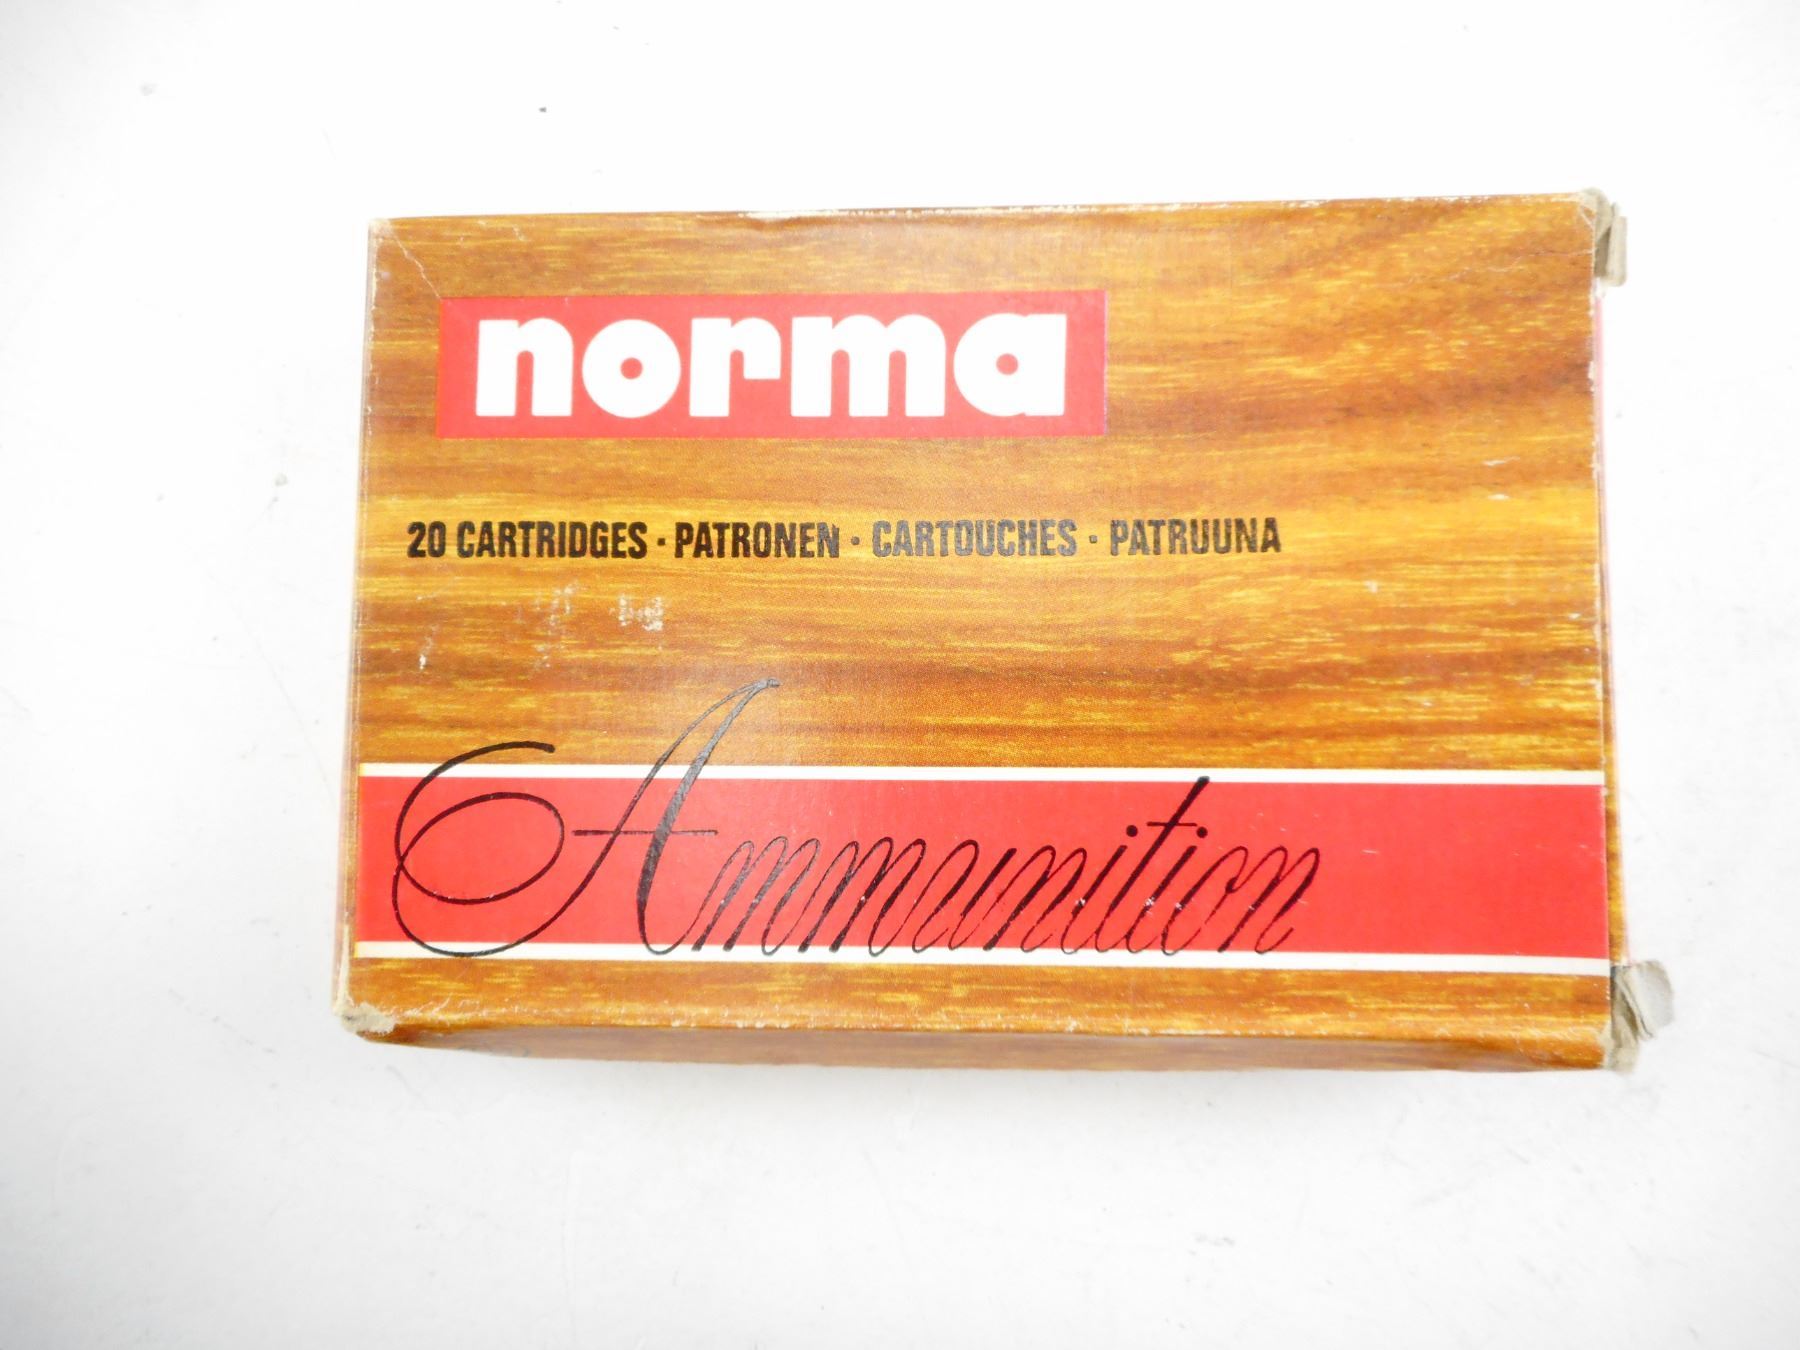 norma
20 CARTRIDGES · PATRONEN · CARTOUCHES · PATRUUNA
Ammunition